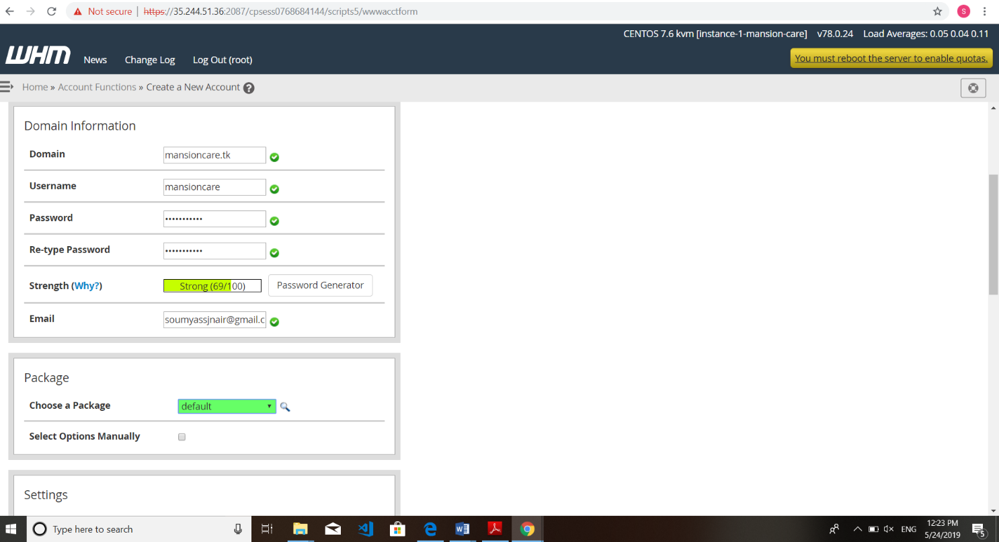 Not secure | https://35.244.51.36:2087/cpsess0768684144/scripts5/wwwacctform
S
CENTOS 7.6 kvm [instance-1-mansion-care] v78.0.24 Load Averages: 0.05 0.04 0.11
WHM News Change Log Log Out (root)
You must reboot the server to enable quotas.
Home » Account Functions » Create a New Account ?
Domain Information
Domain mansioncare.tk
Username mansioncare
Password •••••••••••
Re-type Password •••••••••••
Strength (Why?) Strong (69/100) Password Generator
Email soumyassjnair@gmail.c
Package
Choose a Package default
Select Options Manually
Settings
Type here to search
ENG
12:23 PM
5/24/2019
5